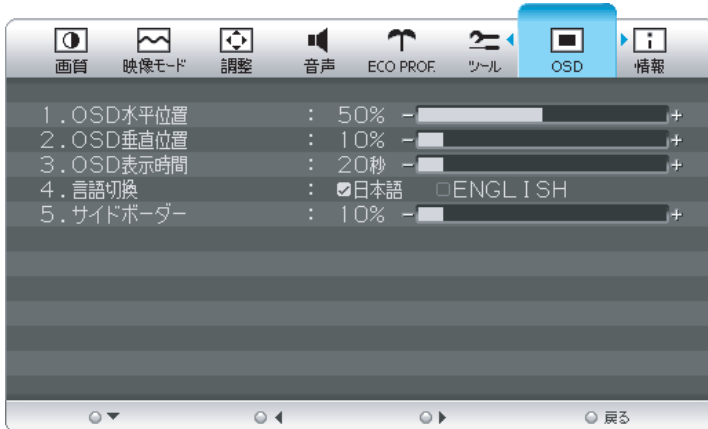 画質 映像モード 調整 音声 ECO PROF. ツール OSD 情報
1.OSD水平位置 : 50% - +
2.OSD垂直位置 : 10% - +
3.OSD表示時間 : 20秒 - +
4.言語切換 : 日本語 ENGLISH
5.サイドボーダー : 10% - +
戻る